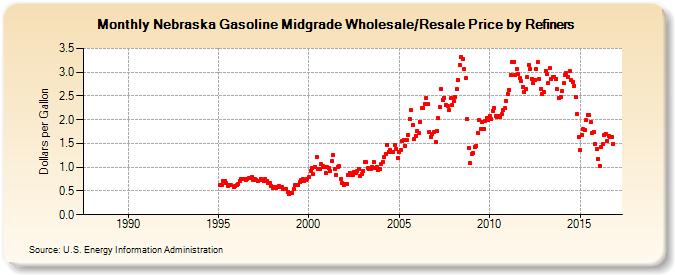 Monthly Nebraska Gasoline Midgrade Wholesale/Resale Price by Refiners
Dollars per Gallon
3.5
3.0
2.5
2.0
1.5
1.0
0.5
0.0
1990 1995 2000 2005 2010 2015
Source: U.S. Energy Information Administration